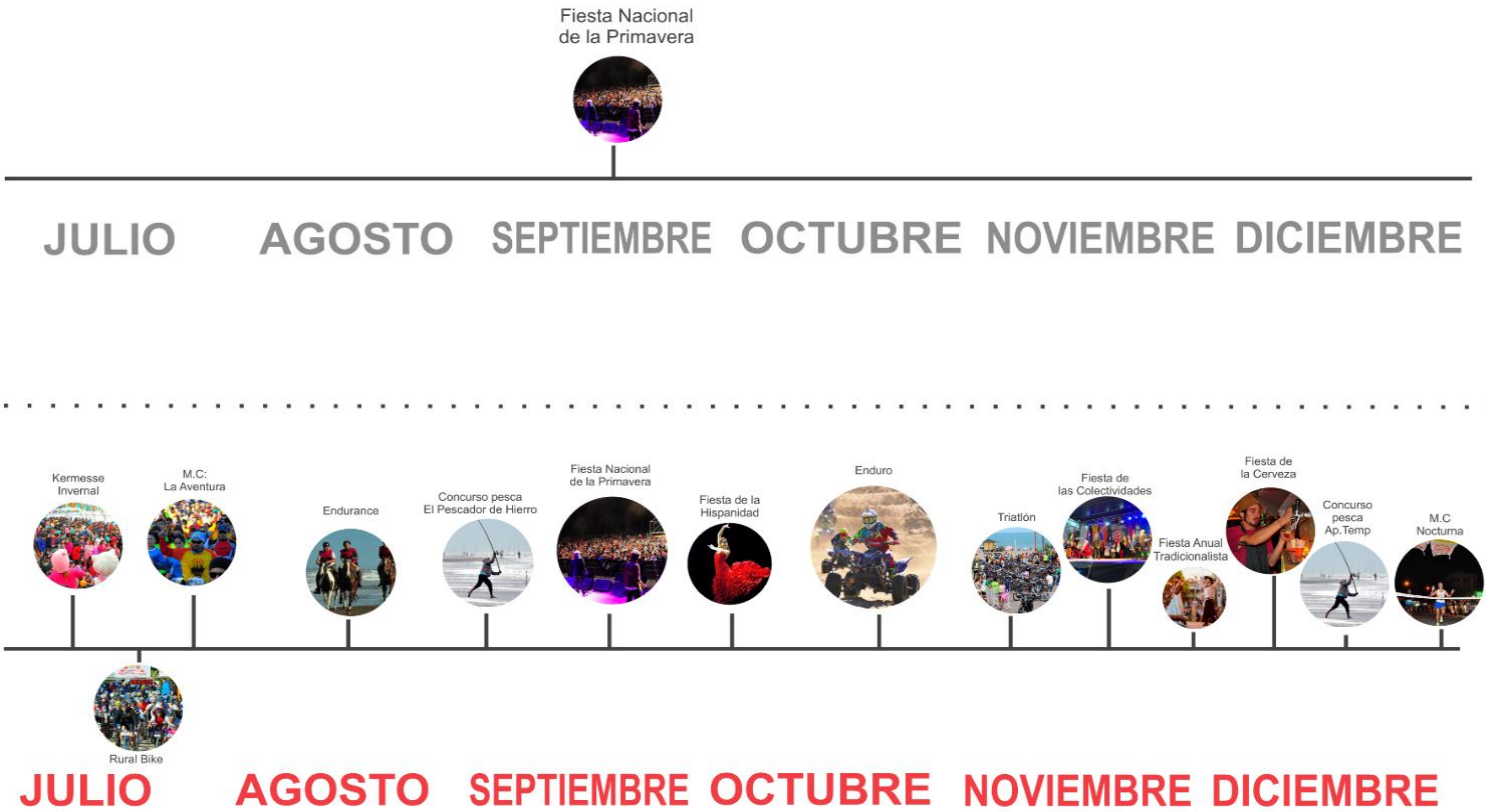 Fiesta Nacional
de la Primavera
JULIO AGOSTO SEPTIEMBRE OCTUBRE NOVIEMBRE DICIEMBRE
Kermesse
Invernal
M.C:
La Aventura
Endurance
Concurso pesca
El Pescador de Hierro
Fiesta Nacional
de la Primavera
Fiesta de la
Hispanidad
Enduro
Triatlón
Fiesta de
las Colectividades
Fiesta Anual
Tradicionalista
Fiesta de
la Cerveza
Concurso
pesca
Ap.Temp
M.C
Nocturna
Rural Bike
JULIO AGOSTO SEPTIEMBRE OCTUBRE NOVIEMBRE DICIEMBRE